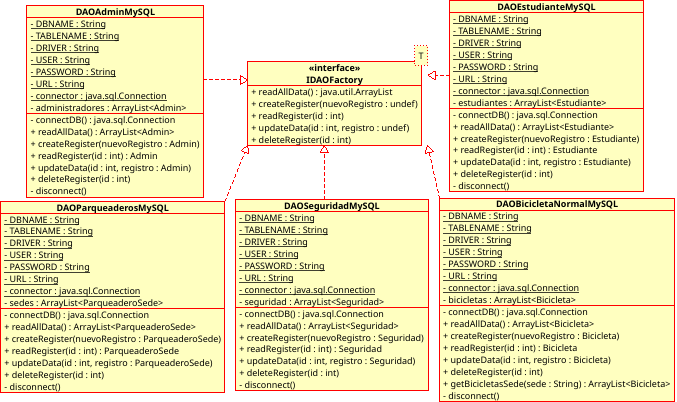 DAOAdminMySQL
- DBNAME : String
- TABLENAME : String
- DRIVER : String
- USER : String
- PASSWORD : String
- URL : String
- connector : java.sql.Connection
- administradores : ArrayList<Admin>
- connectDB() : java.sql.Connection
+ readAllData() : ArrayList<Admin>
+ createRegister(nuevoRegistro : Admin)
+ readRegister(id : int) : Admin
+ updateData(id : int, registro : Admin)
+ deleteRegister(id : int)
- disconnect()
T
«interface»
IDAOFactory
+ readAllData() : java.util.ArrayList
+ createRegister(nuevoRegistro : undef)
+ readRegister(id : int)
+ updateData(id : int, registro : undef)
+ deleteRegister(id : int)
DAOEstudianteMySQL
- DBNAME : String
- TABLENAME : String
- DRIVER : String
- USER : String
- PASSWORD : String
- URL : String
- connector : java.sql.Connection
- estudiantes : ArrayList<Estudiante>
- connectDB() : java.sql.Connection
+ readAllData() : ArrayList<Estudiante>
+ createRegister(nuevoRegistro : Estudiante)
+ readRegister(id : int) : Estudiante
+ updateData(id : int, registro : Estudiante)
+ deleteRegister(id : int)
- disconnect()
DAOParqueaderosMySQL
- DBNAME : String
- TABLENAME : String
- DRIVER : String
- USER : String
- PASSWORD : String
- URL : String
- connector : java.sql.Connection
- sedes : ArrayList<ParqueaderoSede>
- connectDB() : java.sql.Connection
+ readAllData() : ArrayList<ParqueaderoSede>
+ createRegister(nuevoRegistro : ParqueaderoSede)
+ readRegister(id : int) : ParqueaderoSede
+ updateData(id : int, registro : ParqueaderoSede)
+ deleteRegister(id : int)
- disconnect()
DAOSeguridadMySQL
- DBNAME : String
- TABLENAME : String
- DRIVER : String
- USER : String
- PASSWORD : String
- URL : String
- connector : java.sql.Connection
- seguridad : ArrayList<Seguridad>
- connectDB() : java.sql.Connection
+ readAllData() : ArrayList<Seguridad>
+ createRegister(nuevoRegistro : Seguridad)
+ readRegister(id : int) : Seguridad
+ updateData(id : int, registro : Seguridad)
+ deleteRegister(id : int)
- disconnect()
DAOBicicletaNormalMySQL
- DBNAME : String
- TABLENAME : String
- DRIVER : String
- USER : String
- PASSWORD : String
- URL : String
- connector : java.sql.Connection
- bicicletas : ArrayList<Bicicleta>
- connectDB() : java.sql.Connection
+ readAllData() : ArrayList<Bicicleta>
+ createRegister(nuevoRegistro : Bicicleta)
+ readRegister(id : int) : Bicicleta
+ updateData(id : int, registro : Bicicleta)
+ deleteRegister(id : int)
+ getBicicletasSede(sede : String) : ArrayList<Bicicleta>
- disconnect()